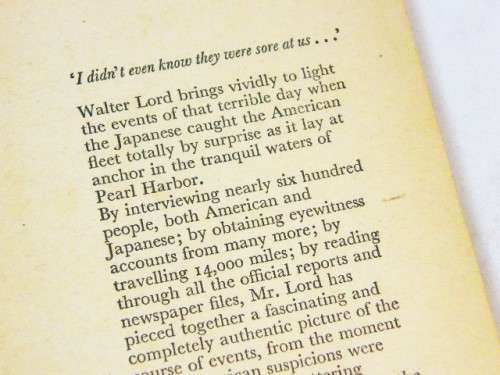 'I didn't even know they were sore at us . . .'
Walter Lord brings vividly to light
the events of that terrible day when
the Japanese caught the American
fleet totally by surprise as it lay at
anchor in the tranquil waters of
Pearl Harbor.
By interviewing nearly six hundred
people, both American and
Japanese; by obtaining eyewitness
accounts from many more; by
travelling 14,000 miles; by reading
through all the official reports and
newspaper files, Mr. Lord has
pieced together a fascinating and
completely authentic picture of the
course of events, from the moment
suspicions were